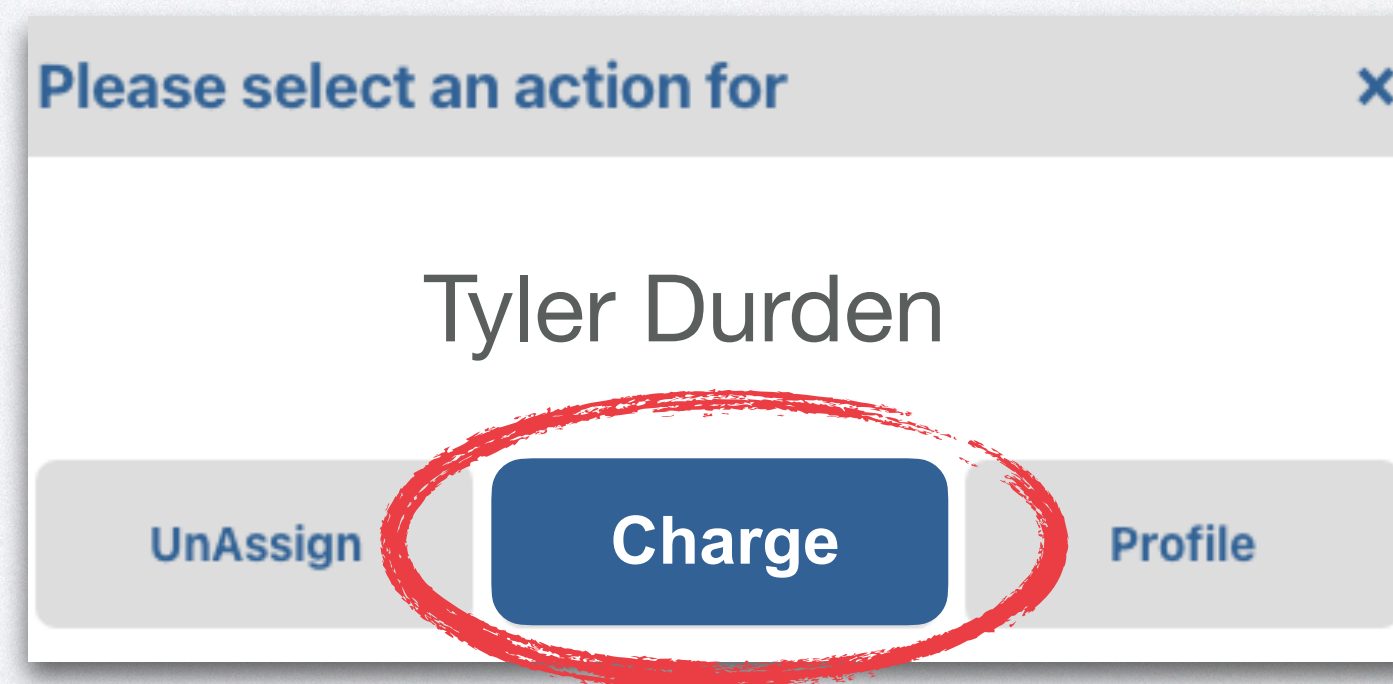 Please select an action for ×
Tyler Durden
UnAssign Charge Profile